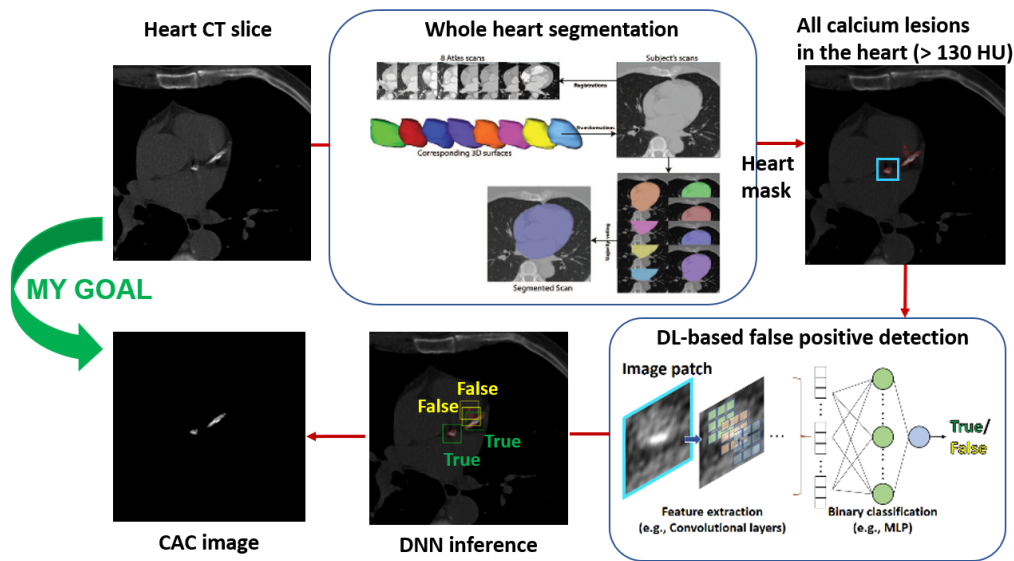 Heart CT slice
Whole heart segmentation
All calcium lesions
in the heart (> 130 HU)
8 Atlas scans
Subject's scans
Registrations
Transformations
Corresponding 3D surfaces
Majority voting
Segmented Scan
Heart
mask
MY GOAL
DL-based false positive detection
Image patch
True/
False
Feature extraction
(e.g., Convolutional layers)
Binary classification
(e.g., MLP)
False
False
True
True
CAC image
DNN inference